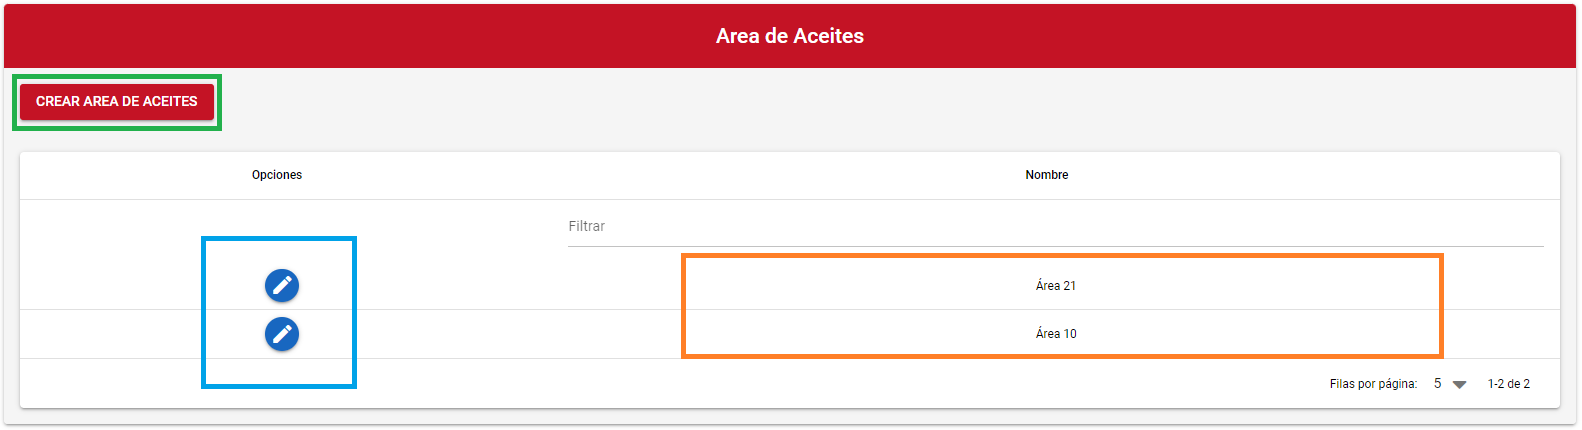 Area de Aceites
CREAR AREA DE ACEITES
Opciones Nombre
Filtrar
Área 21
Área 10
Filas por página: 5 1-2 de 2